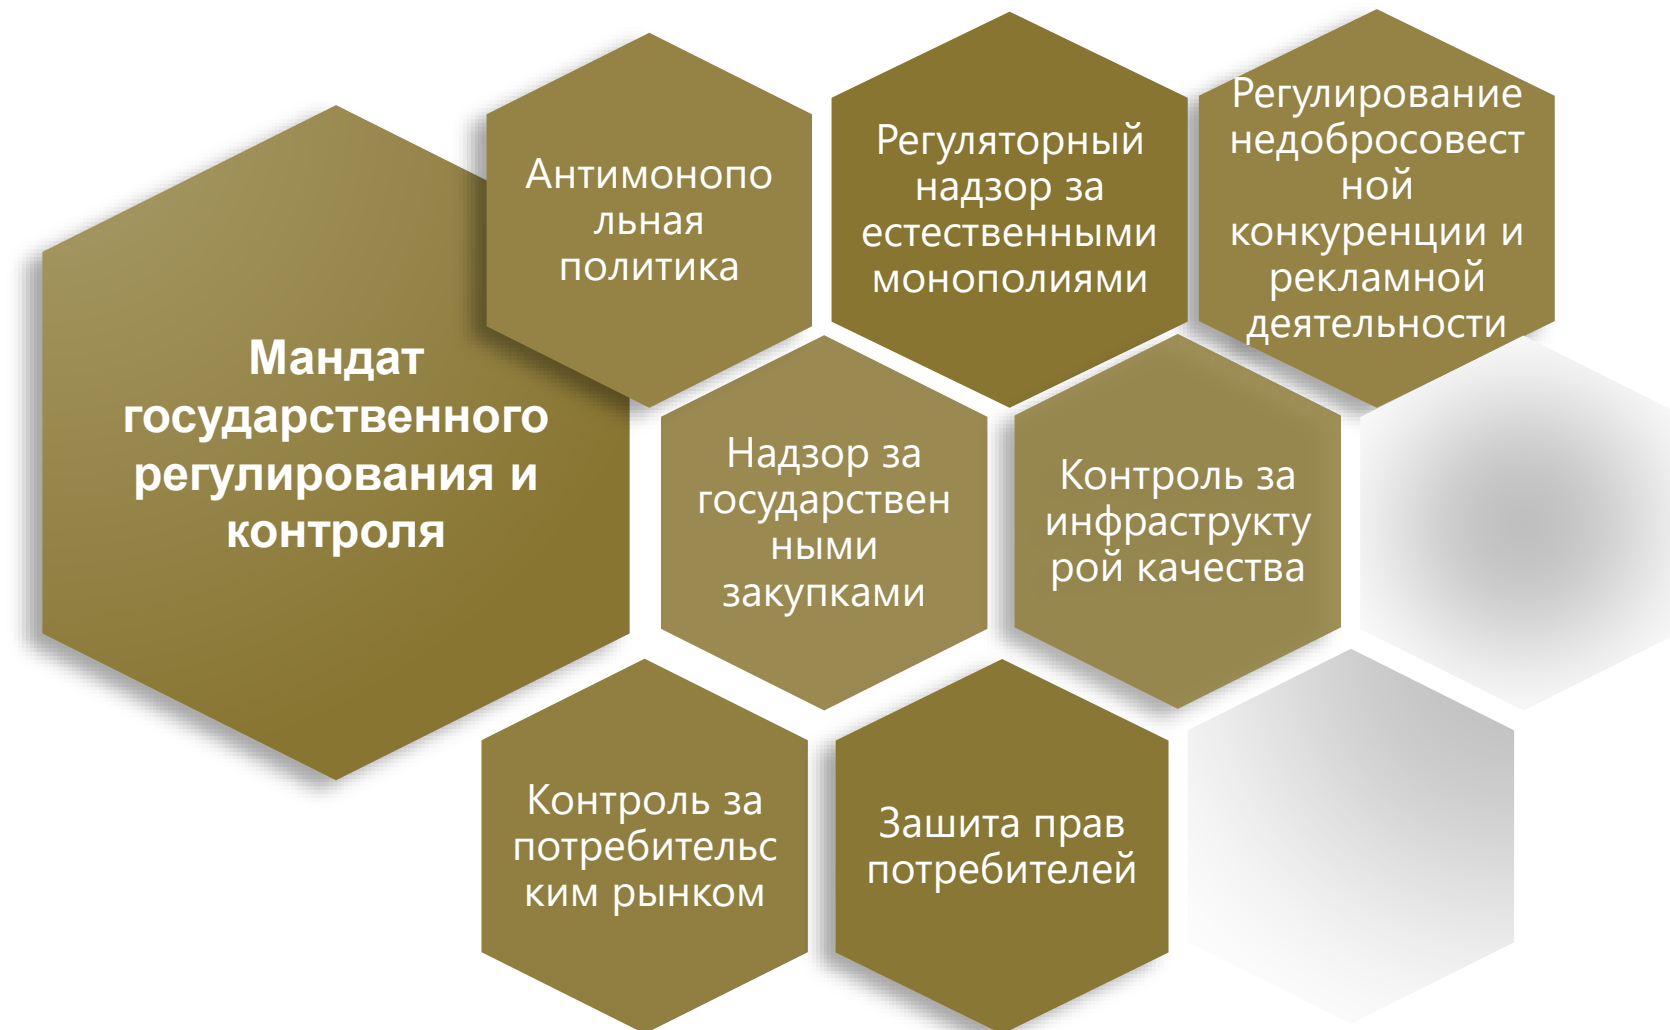 Мандат
государственного
регулирования и
контроля
Антимонопо
льная
политика
Регуляторный
надзор за
естественными
монополиями
Регулирование
недобросовест
ной
конкуренции и
рекламной
деятельности
Надзор за
государствен
ными
закупками
Контроль за
инфраструкту
рой качества
Контроль за
потребительс
ким рынком
Зашита прав
потребителей